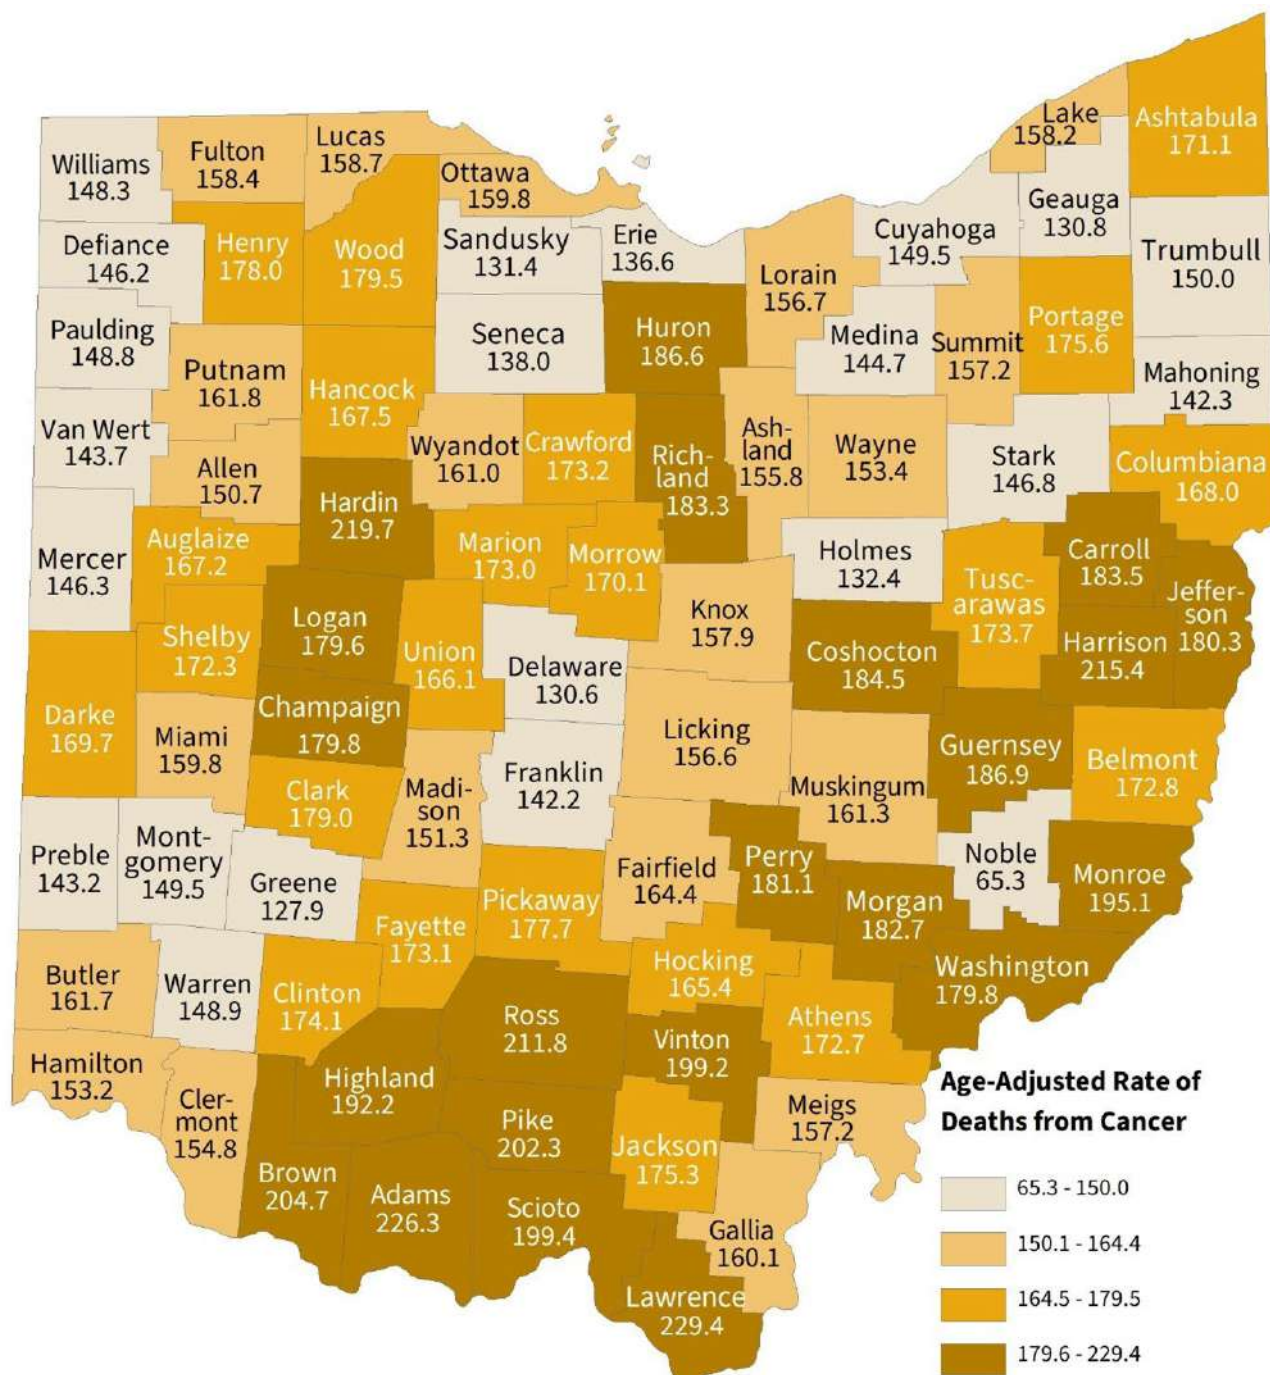 Lake
158.2
Ashtabula
171.1
Williams
148.3
Fulton
158.4
Lucas
158.7
Ottawa
159.8
Geauga
130.8
Defiance
146.2
Henry
178.0
Wood
179.5
Sandusky
131.4
Erie
136.6
Lorain
156.7
Cuyahoga
149.5
Trumbull
150.0
Paulding
148.8
Putnam
161.8
Hancock
167.5
Seneca
138.0
Huron
186.6
Medina
144.7
Summit
157.2
Portage
175.6
Mahoning
142.3
Van Wert
143.7
Allen
150.7
Wyandot
161.0
Crawford
173.2
Rich-
land
183.3
Ash-
land
155.8
Wayne
153.4
Stark
146.8
Columbiana
168.0
Mercer
146.3
Auglaize
167.2
Hardin
219.7
Marion
173.0
Morrow
170.1
Holmes
132.4
Tusc-
arawas
173.7
Carroll
183.5
Jeffer-
son
180.3
Shelby
172.3
Logan
179.6
Union
166.1
Delaware
130.6
Knox
157.9
Coshocton
184.5
Harrison
215.4
Darke
169.7
Miami
159.8
Champaign
179.8
Licking
156.6
Guernsey
186.9
Belmont
172.8
Clark
179.0
Madi-
son
151.3
Franklin
142.2
Muskingum
161.3
Preble
143.2
Mont-
gomery
149.5
Greene
127.9
Fayette
173.1
Pickaway
177.7
Fairfield
164.4
Perry
181.1
Morgan
182.7
Noble
65.3
Monroe
195.1
Butler
161.7
Warren
148.9
Clinton
174.1
Ross
211.8
Hocking
165.4
Athens
172.7
Washington
179.8
Hamilton
153.2
Cler-
mont
154.8
Highland
192.2
Pike
202.3
Vinton
199.2
Meigs
157.2
Brown
204.7
Adams
226.3
Scioto
199.4
Jackson
175.3
Gallia
160.1
Lawrence
229.4
Age-Adjusted Rate of
Deaths from Cancer
65.3 - 150.0
150.1 - 164.4
164.5 - 179.5
179.6 - 229.4